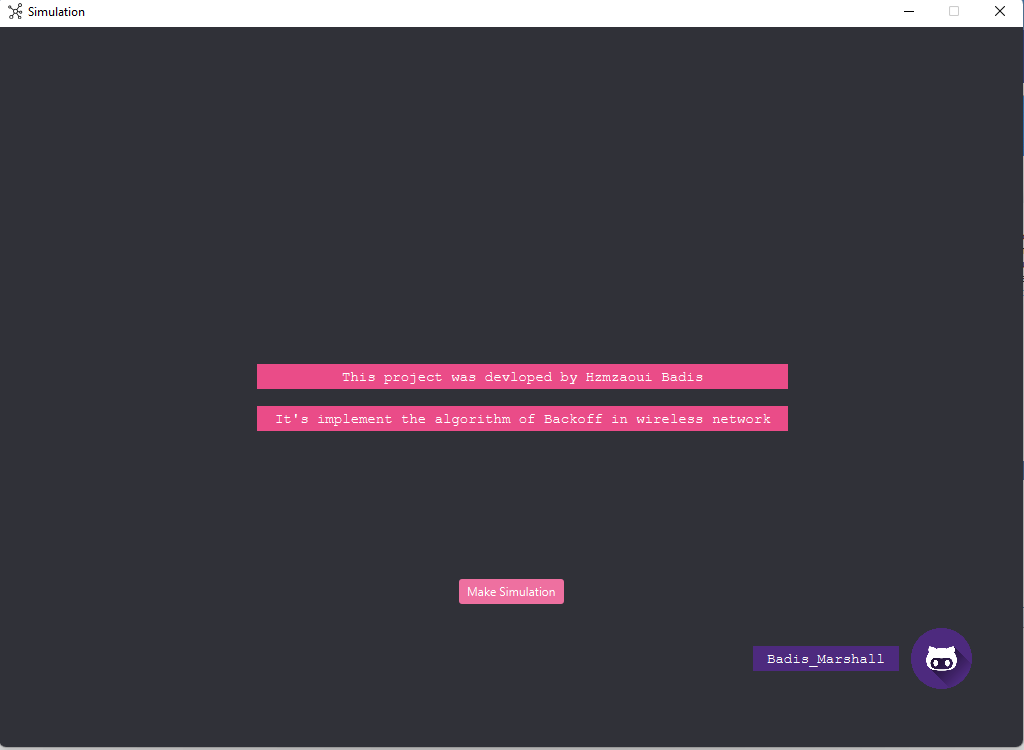 Simulation
This project was devloped by Hzmzaoui Badis
It's implement the algorithm of Backoff in wireless network
Make Simulation
Badis_Marshall